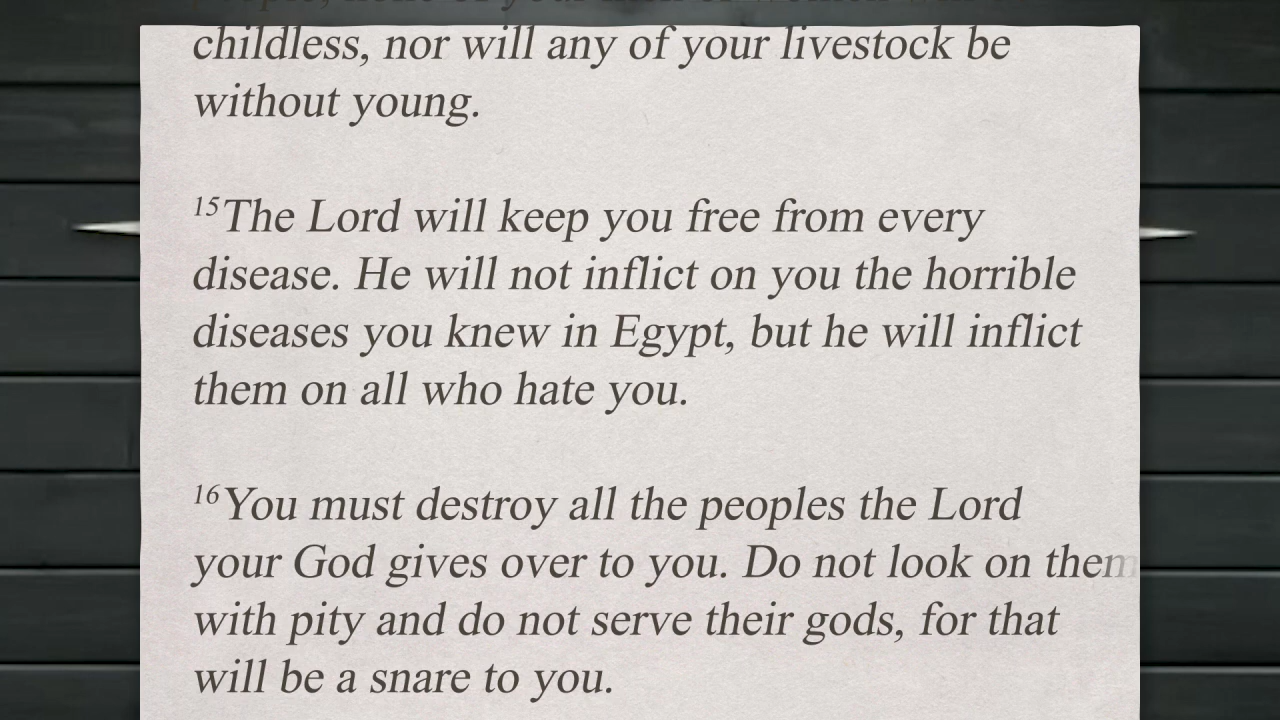 childless, nor will any of your livestock be
without young.
15The Lord will keep you free from every
disease. He will not inflict on you the horrible
diseases you knew in Egypt, but he will inflict
them on all who hate you.
16You must destroy all the peoples the Lord
your God gives over to you. Do not look on them
with pity and do not serve their gods, for that
will be a snare to you.